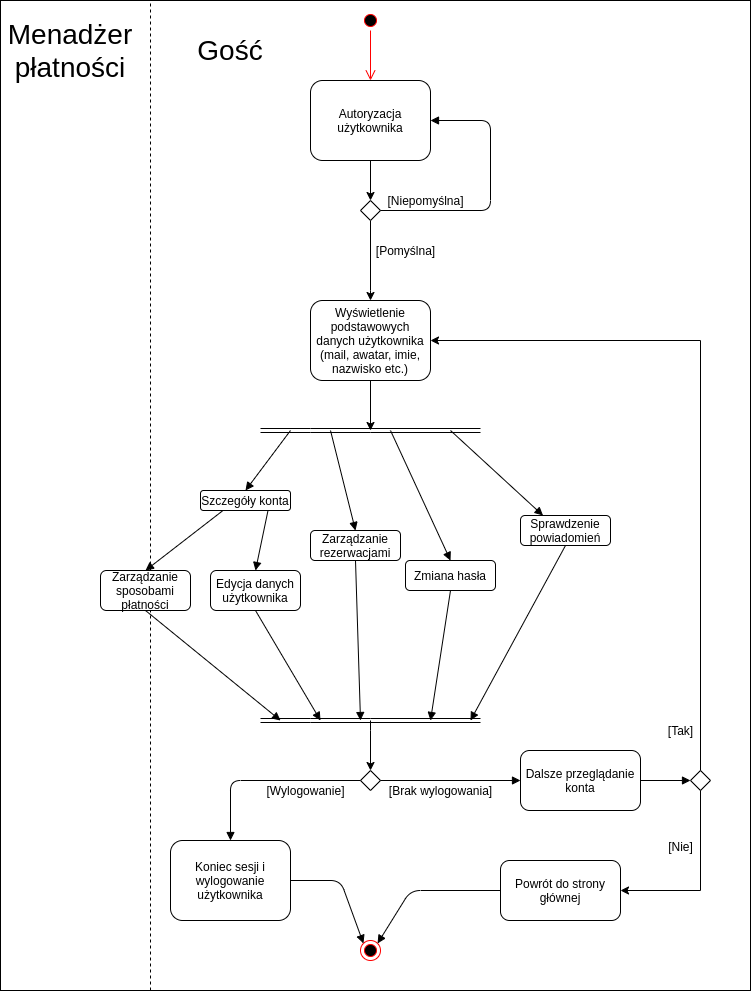 Menadżer
płatności
Gość
Autoryzacja
użytkownika
[Niepomyślna]
[Pomyślna]
Wyświetlenie
podstawowych
danych użytkownika
(mail, awatar, imie,
nazwisko etc.)
Szczegóły konta
Zarządzanie
rezerwacjami
Sprawdzenie
powiadomień
Zarządzanie
sposobami
płatności
Edycja danych
użytkownika
Zmiana hasła
[Tak]
[Wylogowanie]
[Brak wylogowania]
Dalsze przeglądanie
konta
[Nie]
Koniec sesji i
wylogowanie
użytkownika
Powrót do strony
głównej